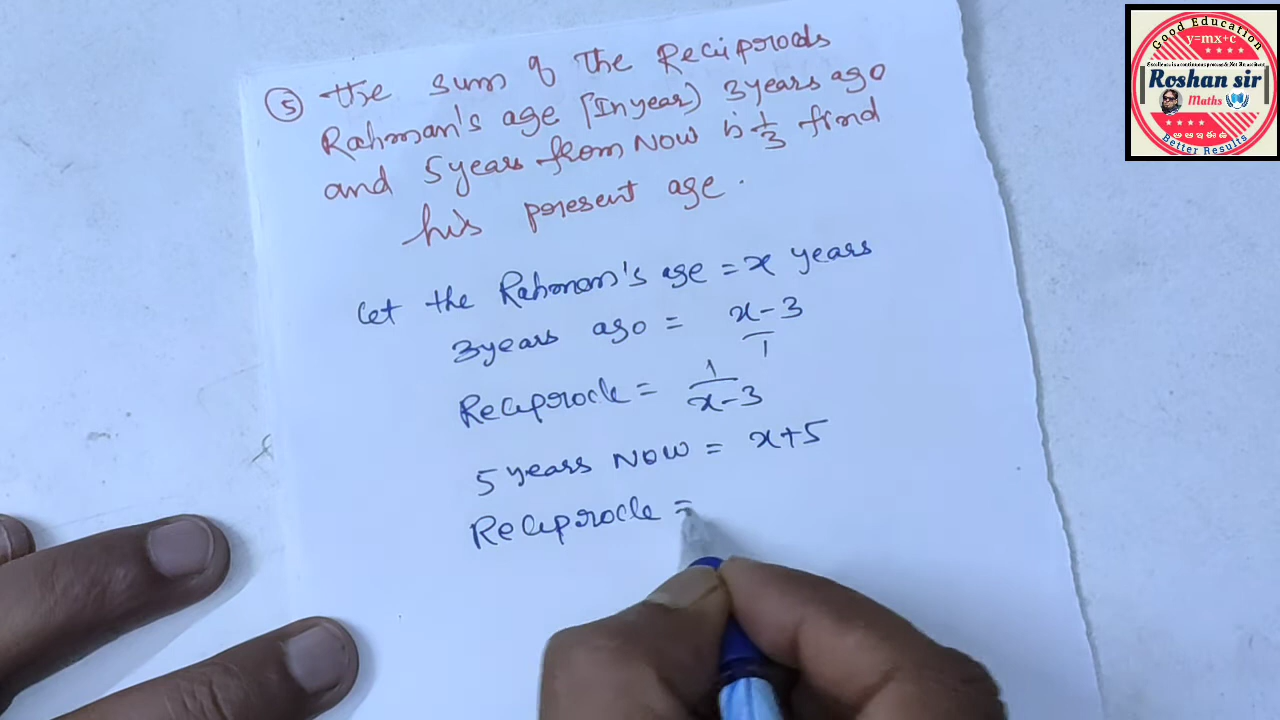 ⑤ The sum of the Reciprocals
Rahman's age [In year) 3years ago
and 5years from Now is 1/3 find
his present age.
Let the Rahman's age = x years
3years ago = x-3/1
Reciprocle = 1/x-3
5 years Now = x+5
Reciprocle =
Good Education
y=mx+c
Roshan sir
Maths
Better Results